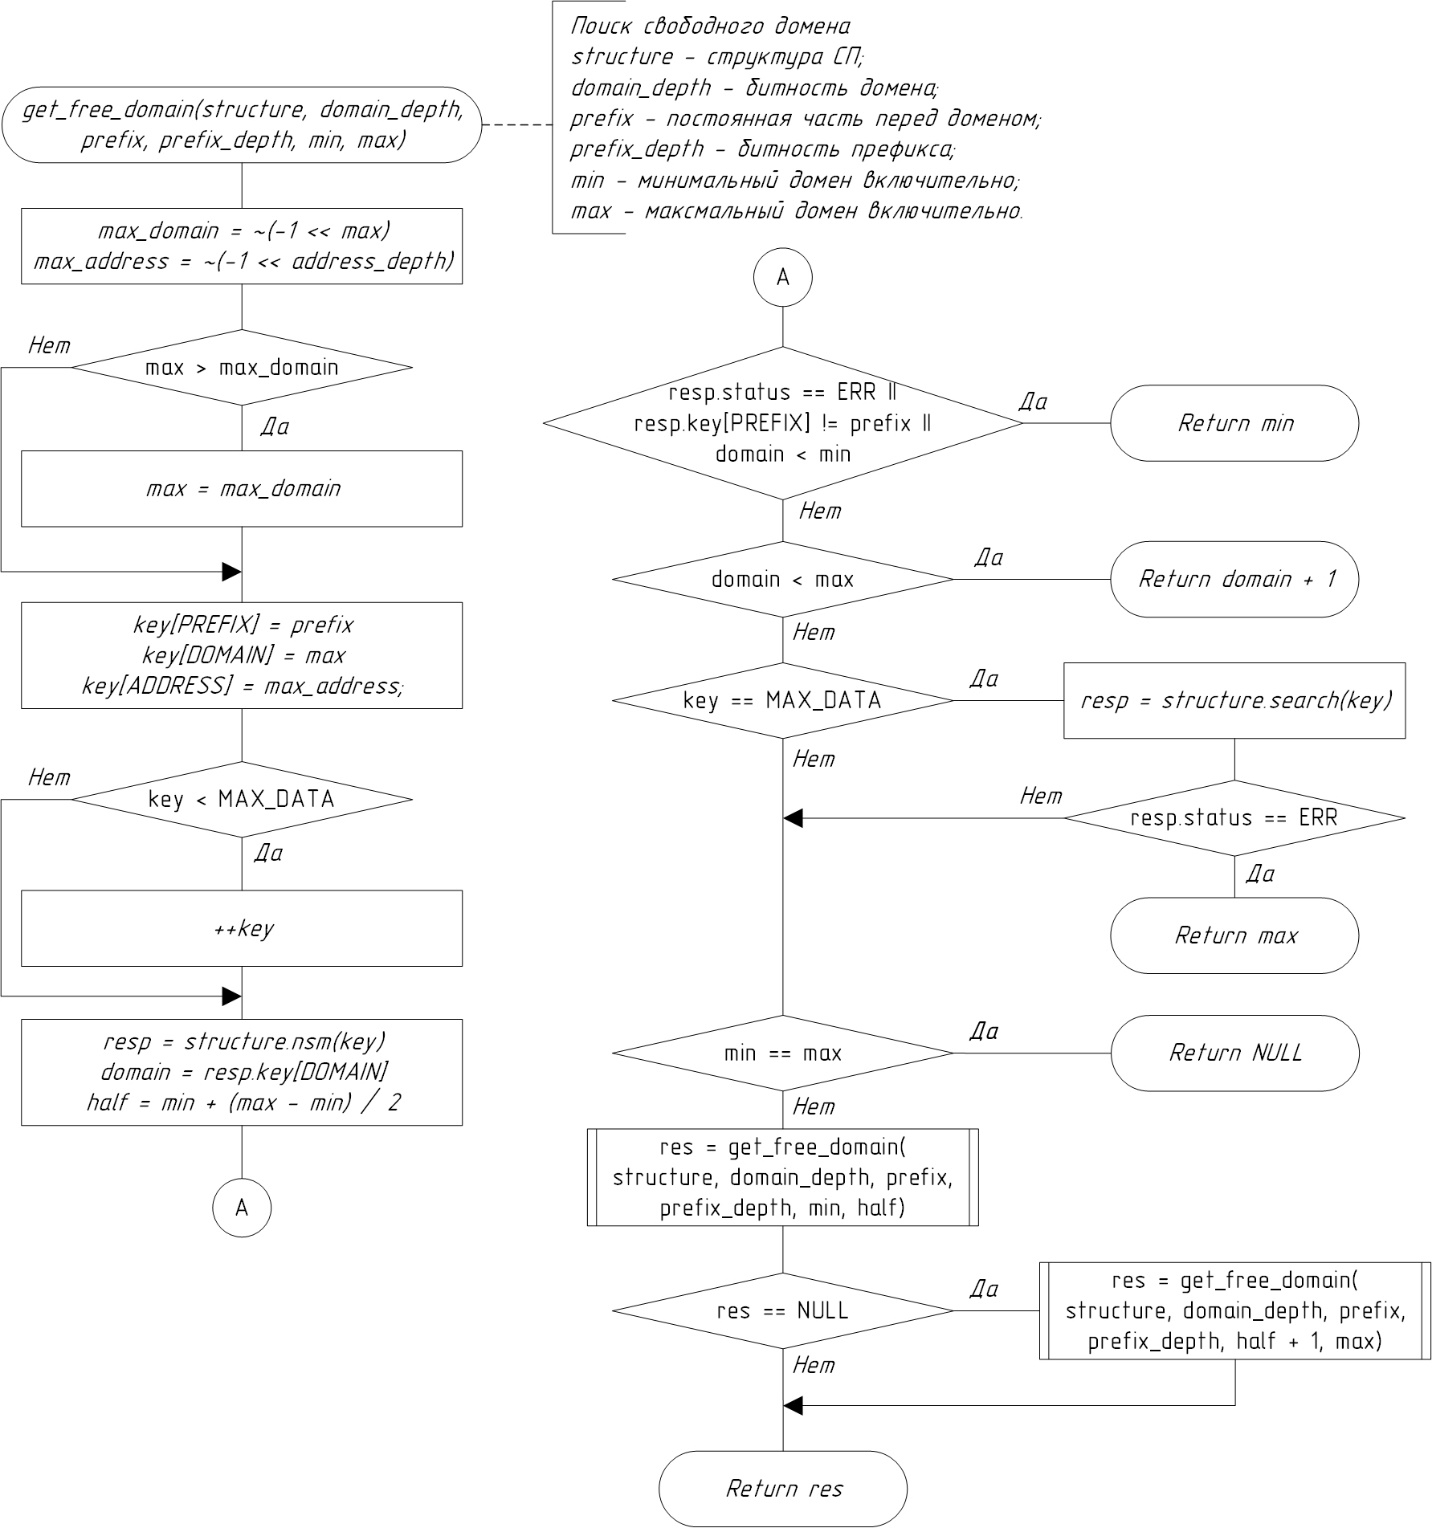 get_free_domain(structure, domain_depth,
prefix, prefix_depth, min, max)
Поиск свободного домена
structure – структура СП;
domain_depth – битность домена;
prefix – постоянная часть перед доменом;
prefix_depth – битность префикса;
min – минимальный домен включительно;
max – максмальный домен включительно.
max_domain = ~(-1 << max)
max_address = ~(-1 << address_depth)
Нет
max > max_domain
Да
max = max_domain
key[PREFIX] = prefix
key[DOMAIN] = max
key[ADDRESS] = max_address;
Нет
key < MAX_DATA
Да
++key
resp = structure.nsm(key)
domain = resp.key[DOMAIN]
half = min + (max – min) / 2
A
A
resp.status == ERR ||
resp.key[PREFIX] != prefix ||
domain < min
Да
Return min
Нет
domain < max
Да
Return domain + 1
Нет
key == MAX_DATA
Да
resp = structure.search(key)
Нет
Нет
resp.status == ERR
Да
Return max
min == max
Да
Return NULL
Нет
res = get_free_domain(
structure, domain_depth, prefix,
prefix_depth, min, half)
res == NULL
Да
res = get_free_domain(
structure, domain_depth, prefix,
prefix_depth, half + 1, max)
Нет
Return res